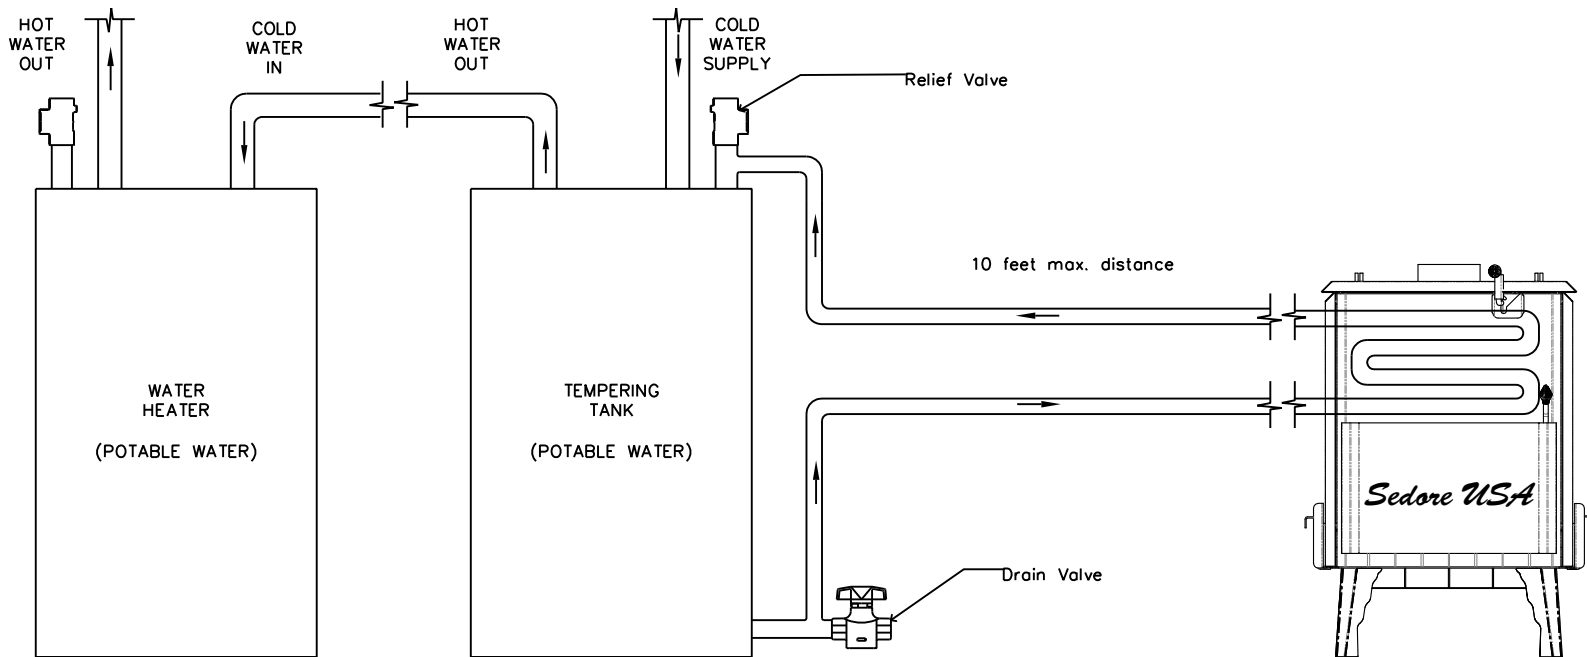 HOT
WATER
OUT
COLD
WATER
IN
HOT
WATER
OUT
COLD
WATER
SUPPLY
Relief Valve
10 feet max. distance
WATER
HEATER
(POTABLE WATER)
TEMPERING
TANK
(POTABLE WATER)
Sedore USA
Drain Valve